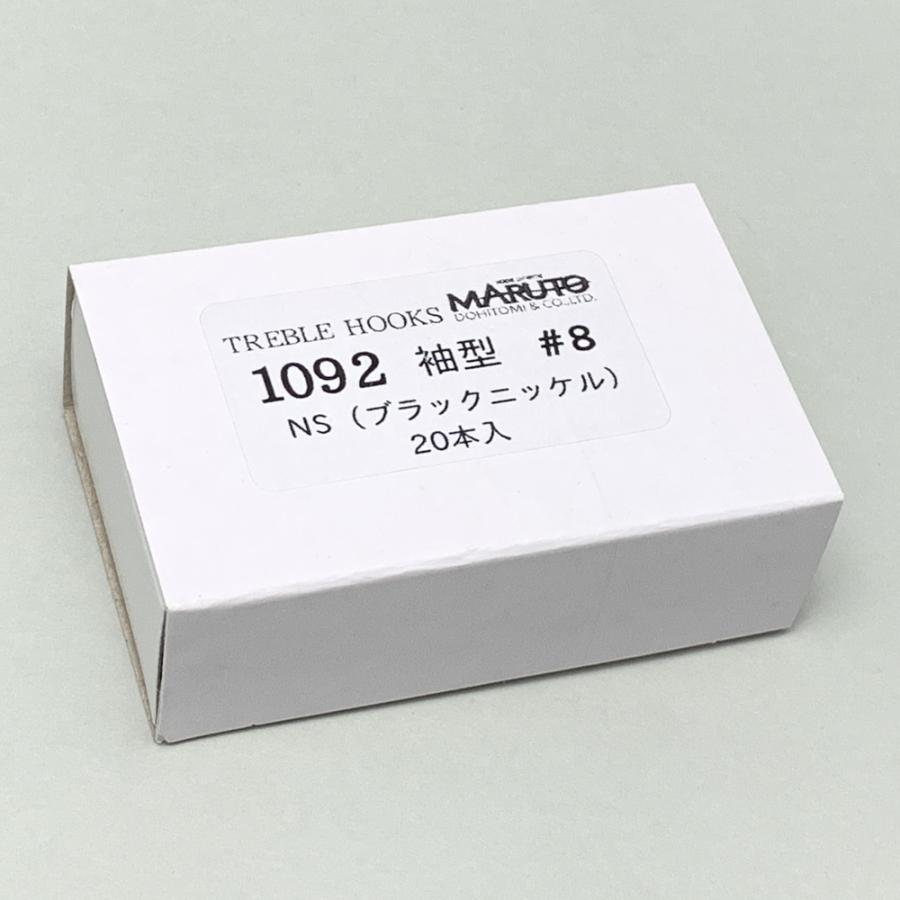 TREBLE HOOKS MARUTO
DOHITOMI & CO.,LTD.
1092 袖型 #8
NS（ブラックニッケル）
20本入